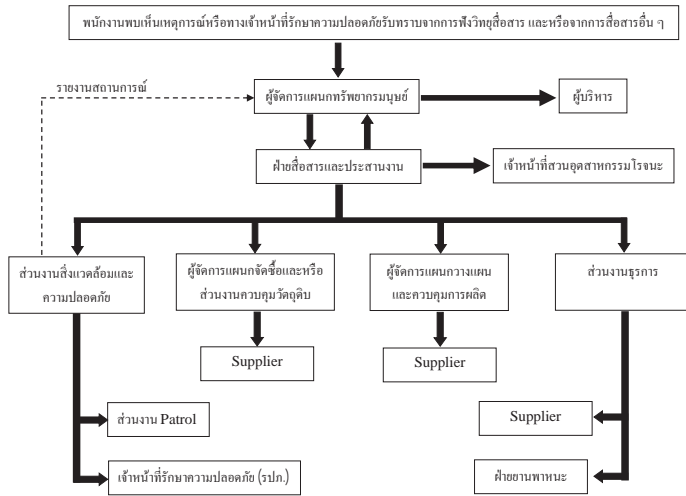 พนักงานพบเห็นเหตุการณ์หรือทางเจ้าหน้าที่รักษาความปลอดภัยรับทราบจากการฟังวิทยุสื่อสาร และหรือจากการสื่อสารอื่น ๆ
รายงานสถานการณ์
ผู้จัดการแผนกทรัพยากรมนุษย์
ผู้บริหาร
ฝ่ายสื่อสารและประสานงาน
เจ้าหน้าที่สวนอุตสาหกรรมโรจนะ
ส่วนงานสิ่งแวดล้อมและ
ความปลอดภัย
ผู้จัดการแผนกจัดซื้อและหรือ
ส่วนงานควบคุมวัตถุดิบ
ผู้จัดการแผนกวางแผน
และควบคุมการผลิต
ส่วนงานธุรการ
Supplier
Supplier
ส่วนงาน Patrol
Supplier
เจ้าหน้าที่รักษาความปลอดภัย (รปภ.)
ฝ่ายยานพาหนะ